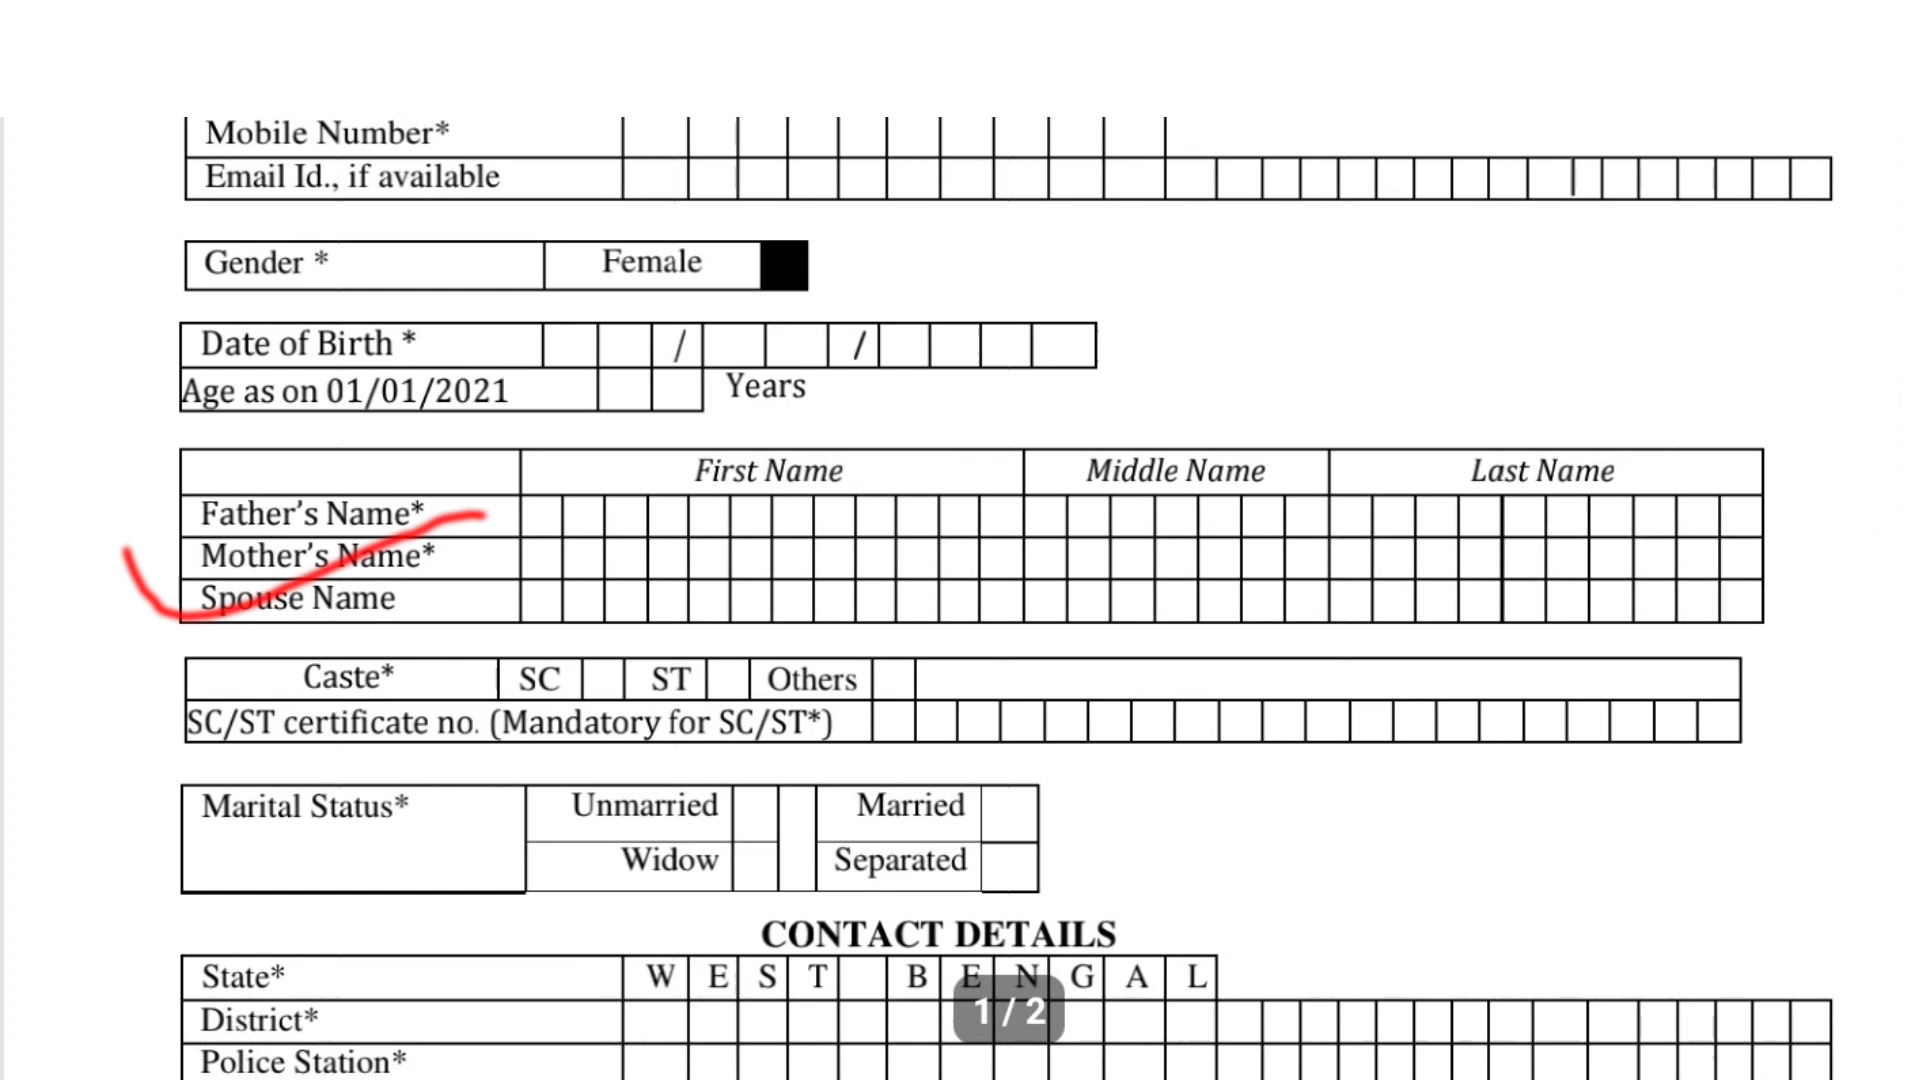 Mobile Number*
Email Id., if available
Gender * Female
Date of Birth * / /
Age as on 01/01/2021 Years
First Name Middle Name Last Name
Father's Name*
Mother's Name*
Spouse Name
Caste* SC ST Others
SC/ST certificate no. (Mandatory for SC/ST*)
Marital Status* Unmarried Married
Widow Separated
CONTACT DETAILS
State* W E S T B E N G A L
1 / 2
District*
Police Station*